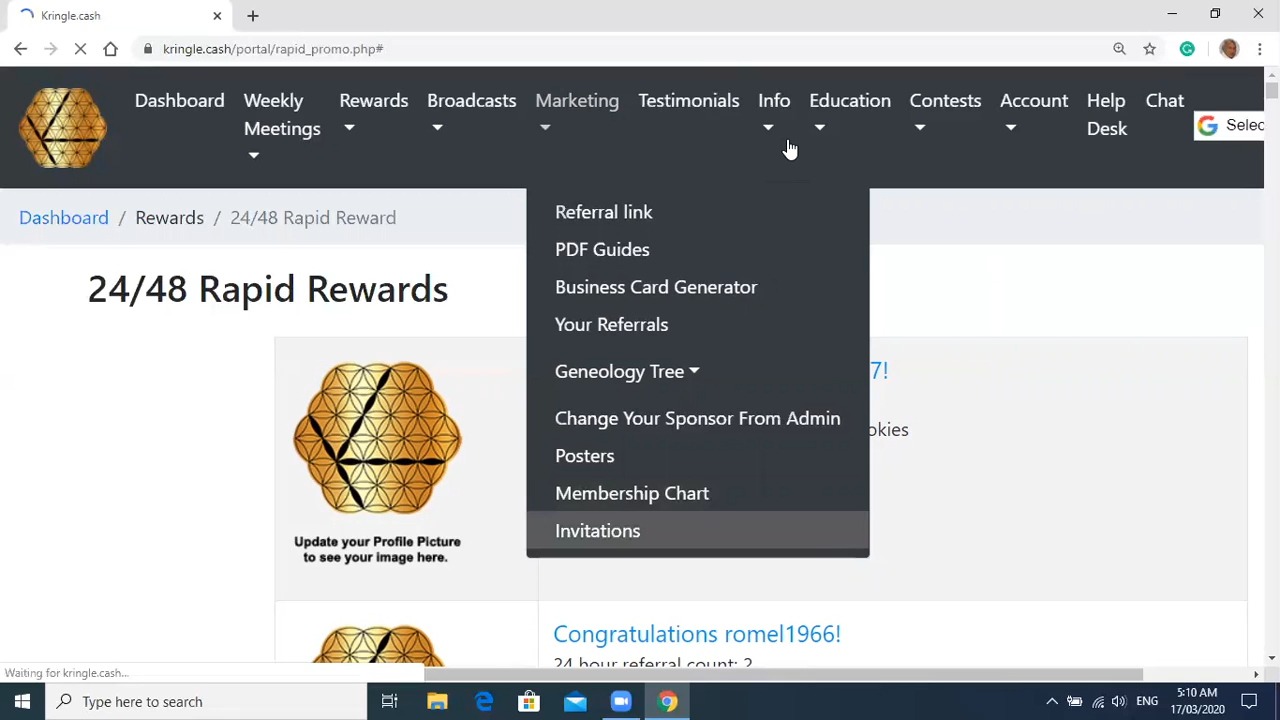 Kringle.cash
kringle.cash/portal/rapid_promo.php#
Dashboard
Weekly
Meetings
Rewards
Broadcasts
Marketing
Testimonials
Info
Education
Contests
Account
Help
Desk
Chat
G Selec
Dashboard / Rewards / 24/48 Rapid Reward
24/48 Rapid Rewards
Referral link
PDF Guides
Business Card Generator
Your Referrals
Geneology Tree
Change Your Sponsor From Admin
Posters
Membership Chart
Invitations
7!
okies
Update your Profile Picture
to see your image here.
Congratulations romel1966!
24 hour referral count: 2
Waiting for kringle.cash...
Type here to search
ENG
5:10 AM
17/03/2020